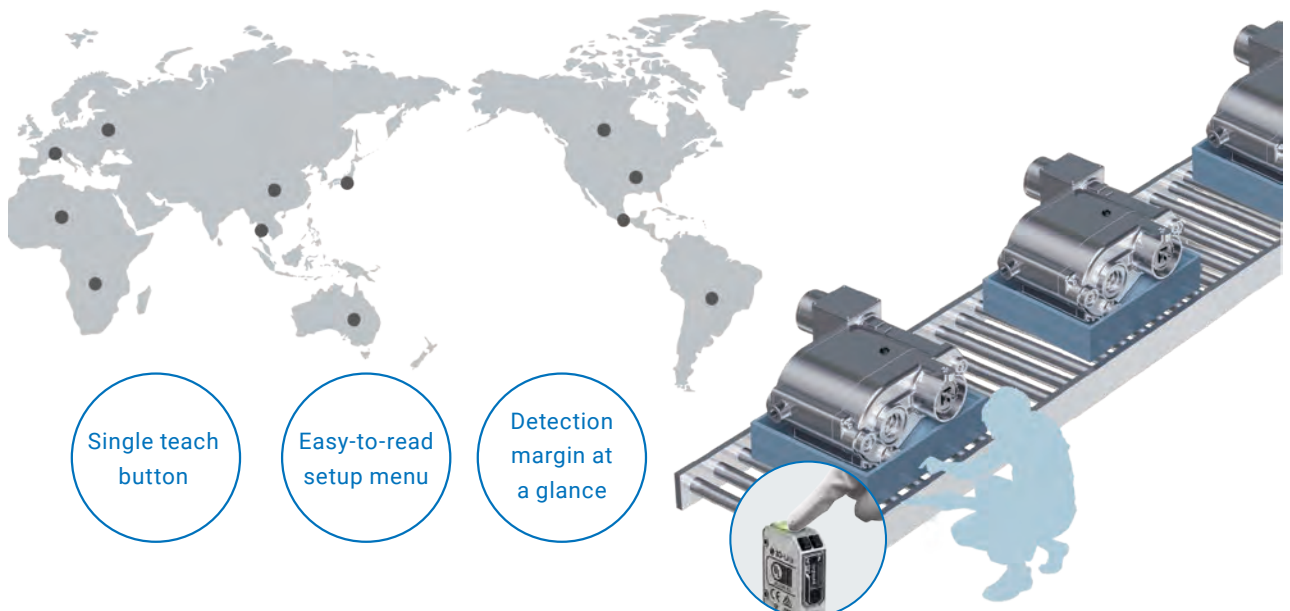 Single teach
button
Easy-to-read
setup menu
Detection
margin at
a glance